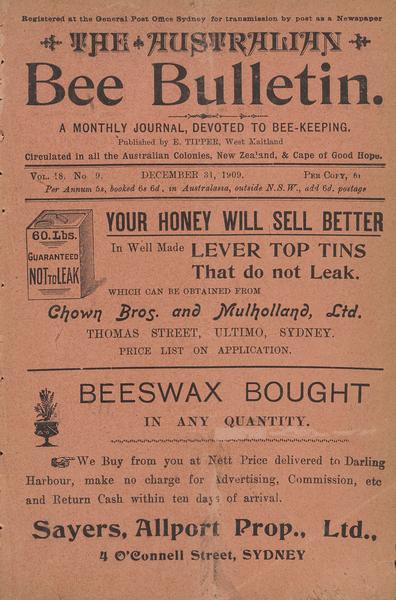 Registered at the General Post Office Sydney for transmission by post as a Newspaper
THE AUSTRALIAN
Bee Bulletin.
A MONTHLY JOURNAL, DEVOTED TO BEE-KEEPING.
Published by E. TIPPER, West Maitland
Circulated in all the Australian Colonies, New Zealand, & Cape of Good Hope.
VOL. 18. No 9. DECEMBER 31, 1909. PER COPY, 6d
Per Annum 5s, booked 6s 6d, in Australasia, outside N.S.W., add 6d. postage
60.Lbs.
GUARANTEED
NOT TO LEAK
YOUR HONEY WILL SELL BETTER
In Well Made LEVER TOP TINS
That do not Leak.
WHICH CAN BE OBTAINED FROM
Chown Bros. and Mulholland, Ltd.
THOMAS STREET, ULTIMO, SYDNEY.
PRICE LIST ON APPLICATION.
BEESWAX BOUGHT
IN ANY QUANTITY.
We Buy from you at Nett Price delivered to Darling
Harbour, make no charge for Advertising, Commission, etc
and Return Cash within ten days of arrival.
Sayers, Allport Prop., Ltd.,
4 O'Connell Street, SYDNEY